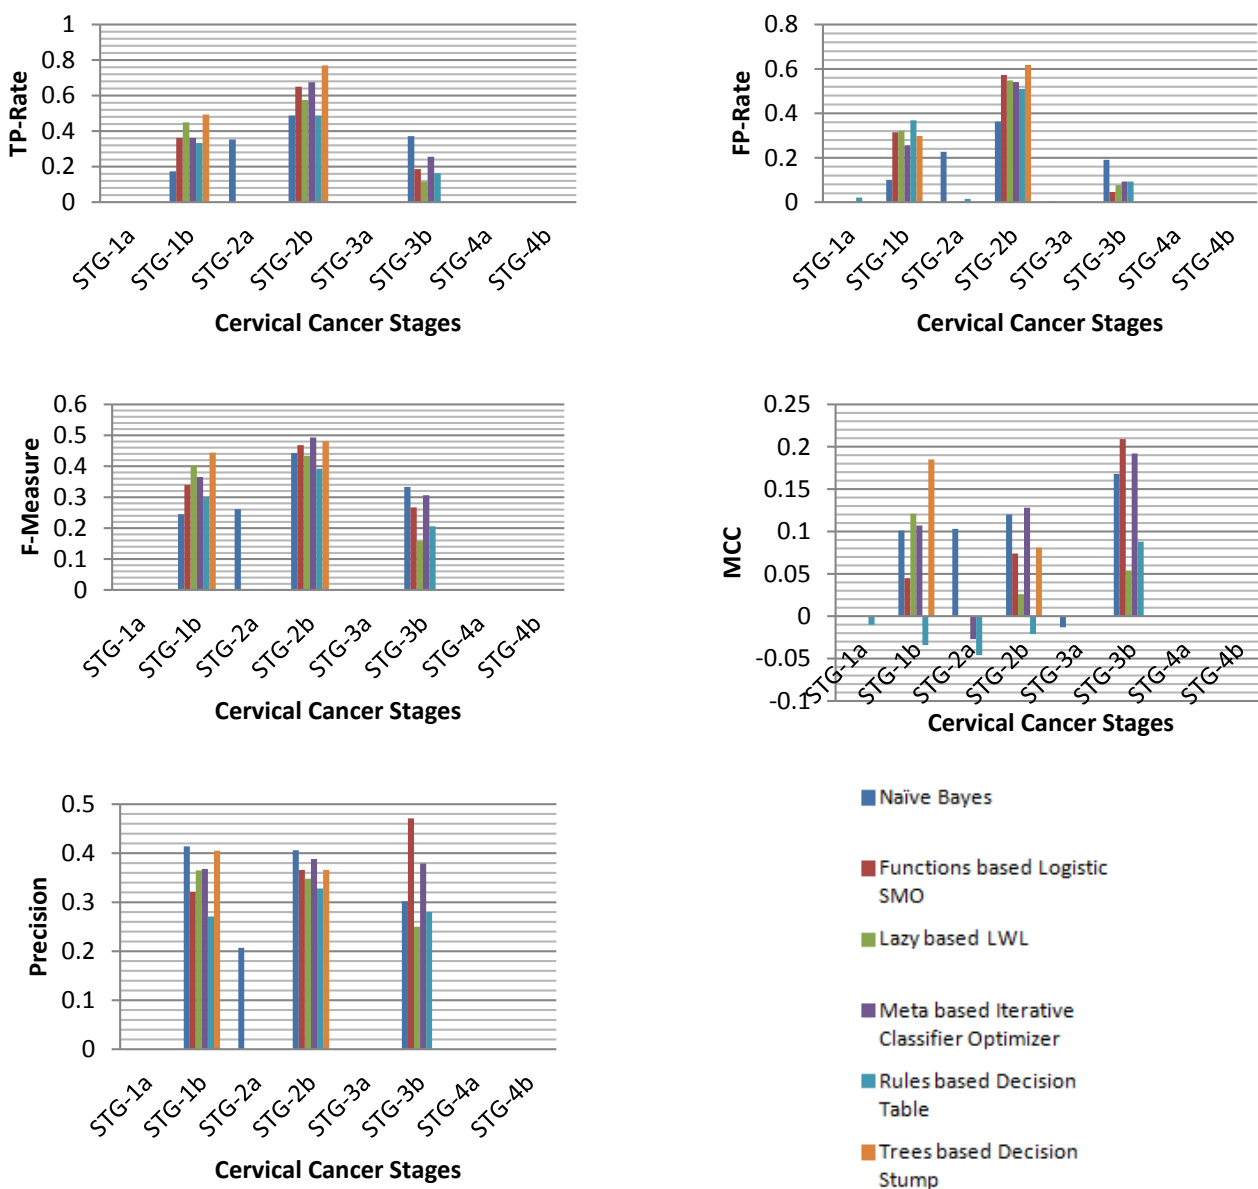 1
0.8
0.6
0.4
0.2
0
TP-Rate
STG-1a
STG-1b
STG-2a
STG-2b
STG-3a
STG-3b
STG-4a
STG-4b
Cervical Cancer Stages
0.8
0.6
0.4
0.2
0
FP-Rate
STG-1a
STG-1b
STG-2a
STG-2b
STG-3a
STG-3b
STG-4a
STG-4b
Cervical Cancer Stages
0.6
0.5
0.4
0.3
0.2
0.1
0
F-Measure
STG-1a
STG-1b
STG-2a
STG-2b
STG-3a
STG-3b
STG-4a
STG-4b
Cervical Cancer Stages
0.25
0.2
0.15
0.1
0.05
0
-0.05
-0.1
MCC
STG-1a
STG-1b
STG-2a
STG-2b
STG-3a
STG-3b
STG-4a
STG-4b
Cervical Cancer Stages
0.5
0.4
0.3
0.2
0.1
0
Precision
STG-1a
STG-1b
STG-2a
STG-2b
STG-3a
STG-3b
STG-4a
STG-4b
Cervical Cancer Stages
Naïve Bayes
Functions based Logistic
SMO
Lazy based LWL
Meta based Iterative
Classifier Optimizer
Rules based Decision
Table
Trees based Decision
Stump